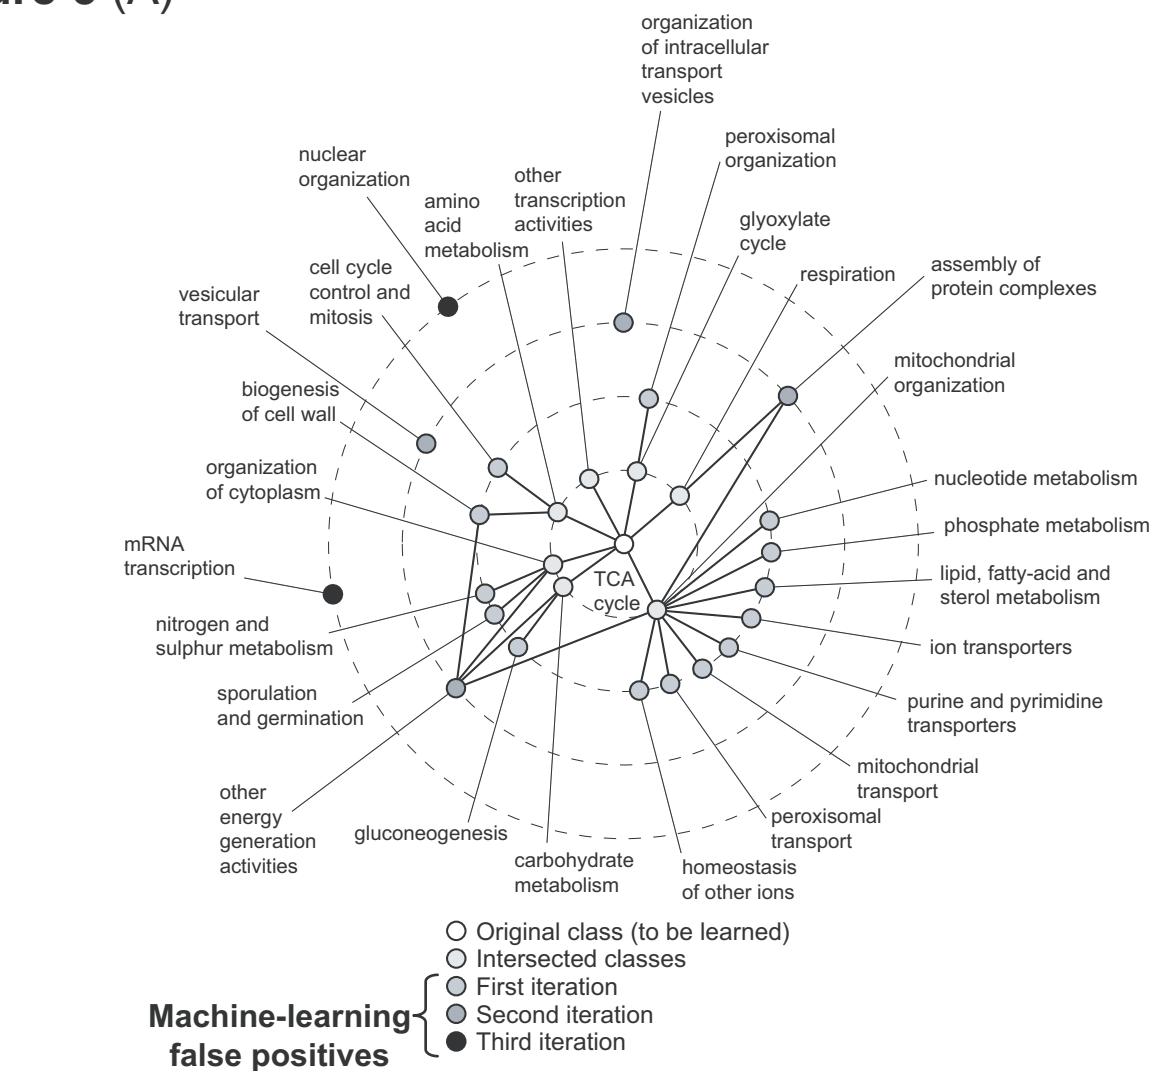 organization
of intracellular
transport
vesicles
peroxisomal
organization
nuclear
organization
other
transcription
activities
amino
acid
metabolism
glyoxylate
cycle
respiration
assembly of
protein complexes
cell cycle
control and
mitosis
vesicular
transport
mitochondrial
organization
biogenesis
of cell wall
organization
of cytoplasm
nucleotide metabolism
phosphate metabolism
mRNA
transcription
TCA
cycle
lipid, fatty-acid and
sterol metabolism
nitrogen and
sulphur metabolism
ion transporters
sporulation
and germination
purine and pyrimidine
transporters
mitochondrial
transport
other
energy
generation
activities
gluconeogenesis
peroxisomal
transport
carbohydrate
metabolism
homeostasis
of other ions
Original class (to be learned)
Intersected classes
First iteration
Second iteration
Third iteration
Machine-learning
false positives